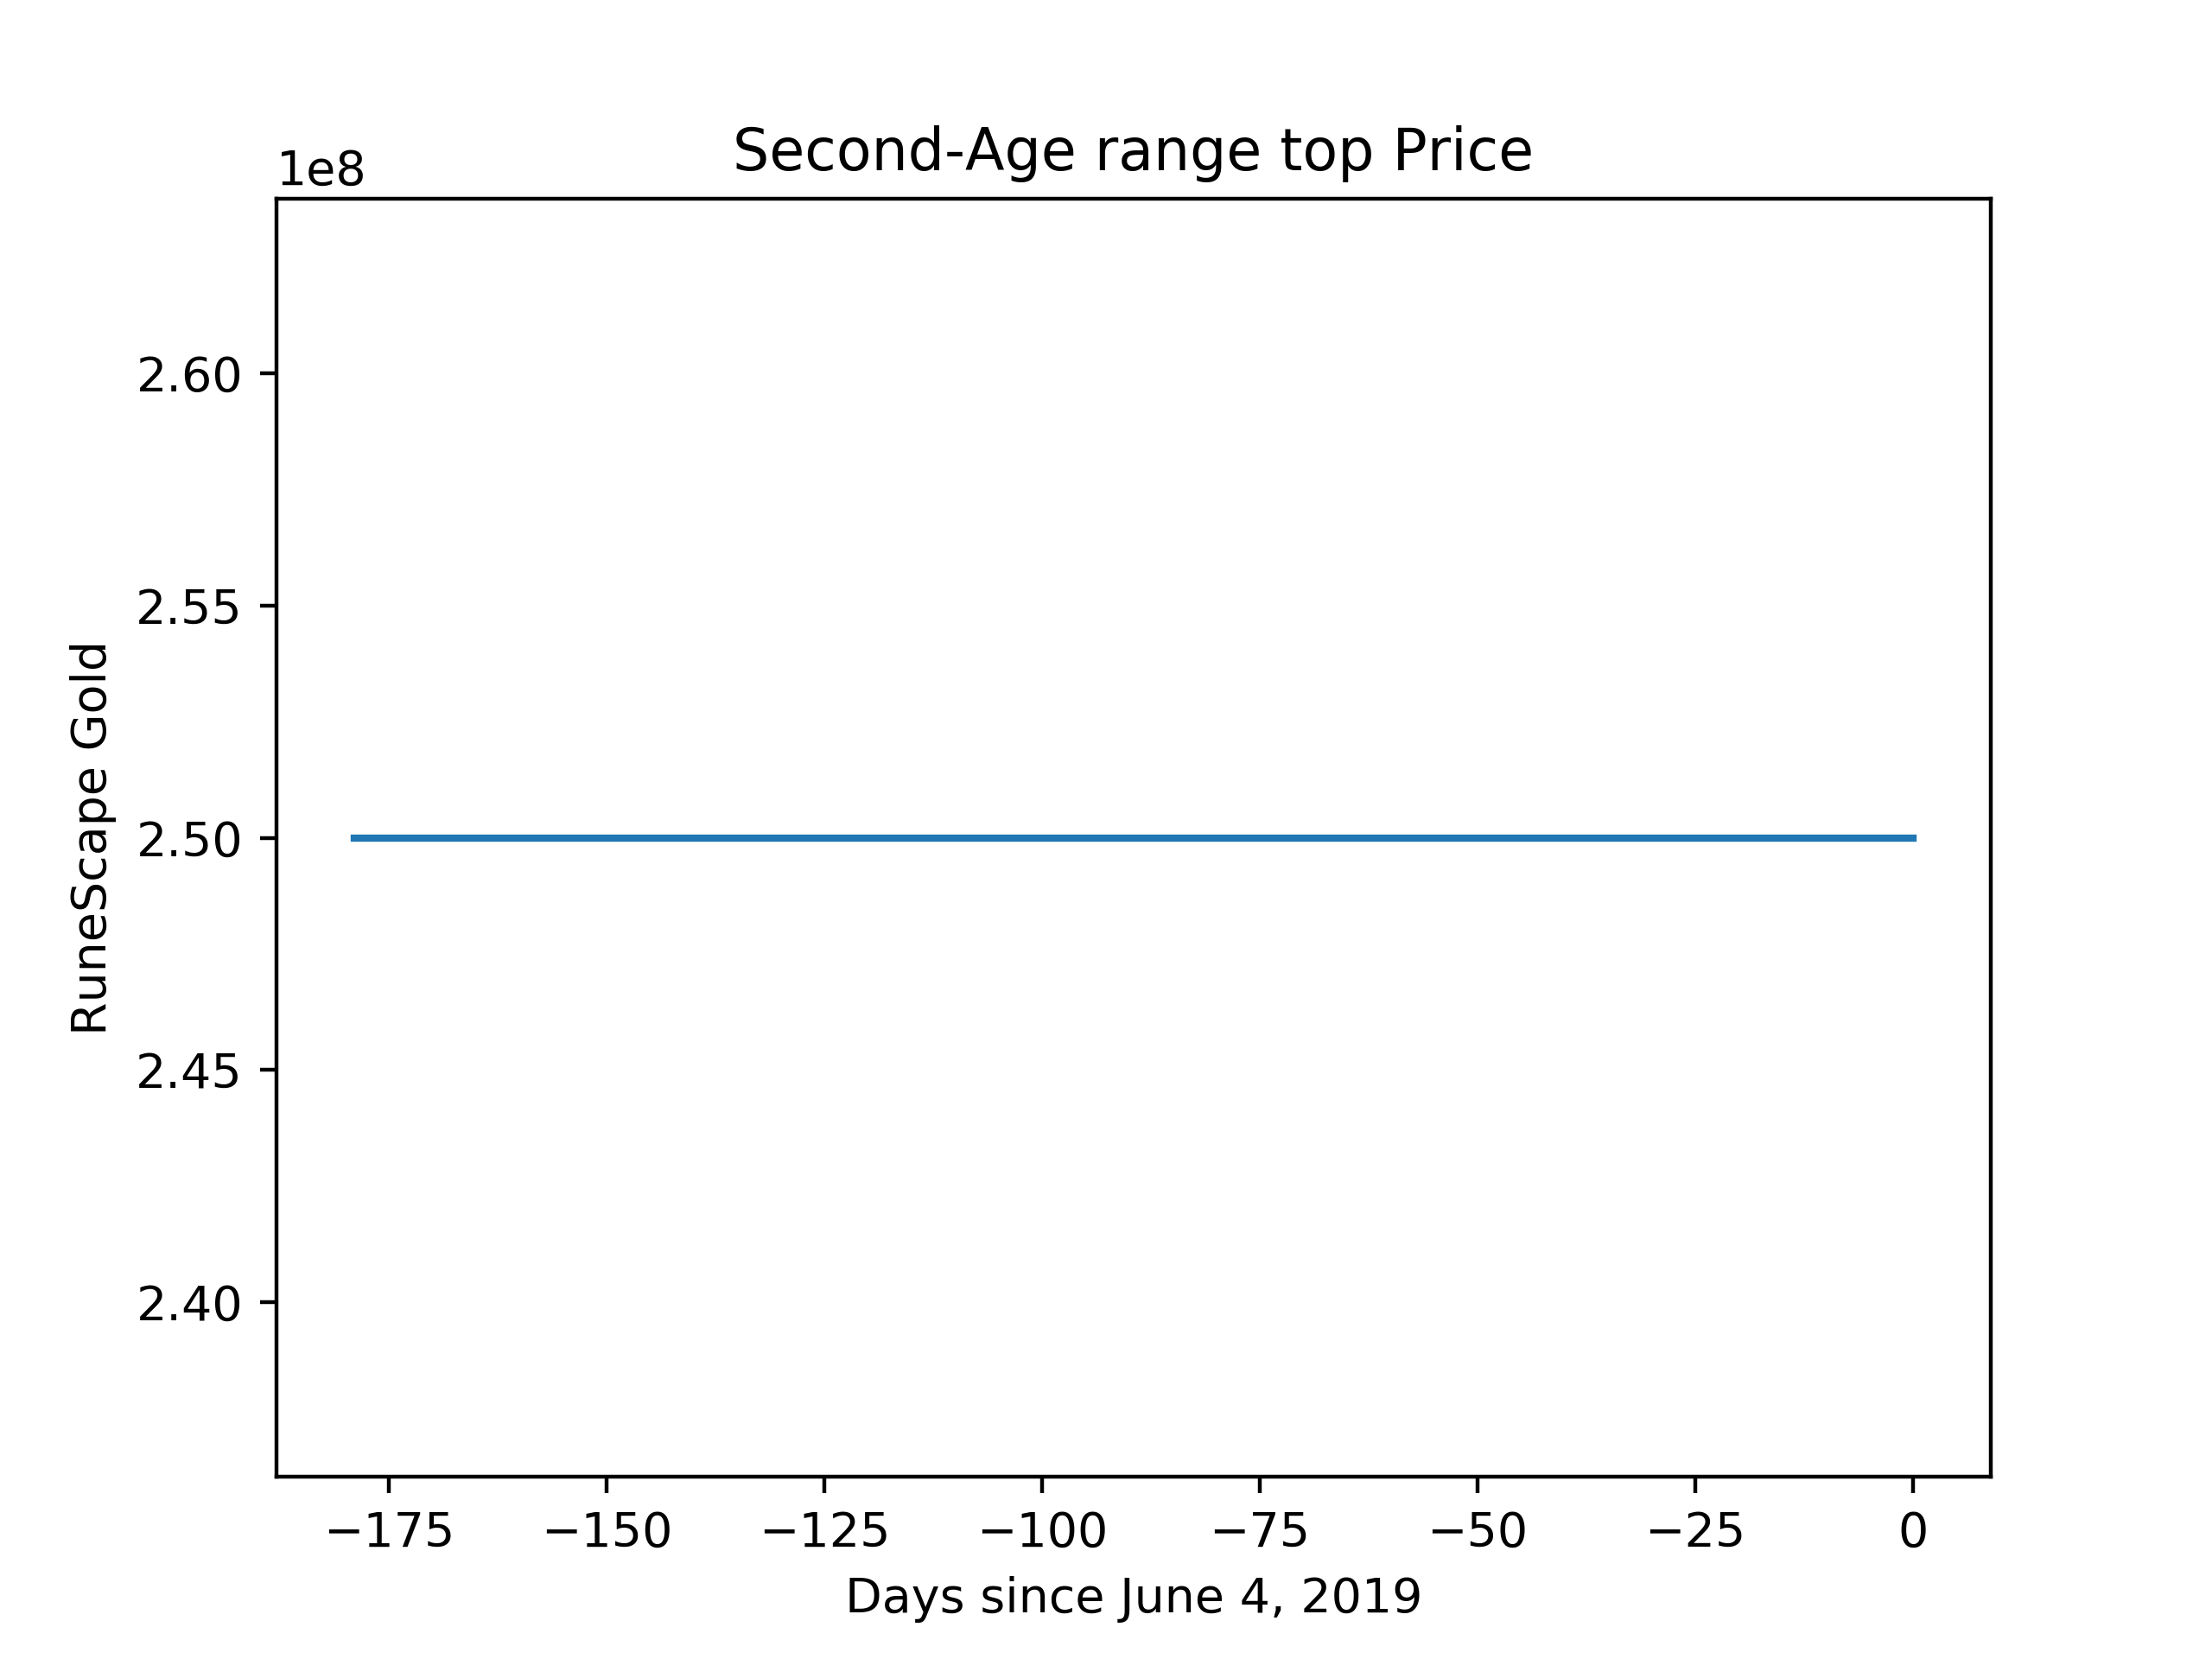 Second-Age range top Price
1e8
2.60
2.55
2.50
2.45
2.40
RuneScape Gold
−175 −150 −125 −100 −75 −50 −25 0
Days since June 4, 2019